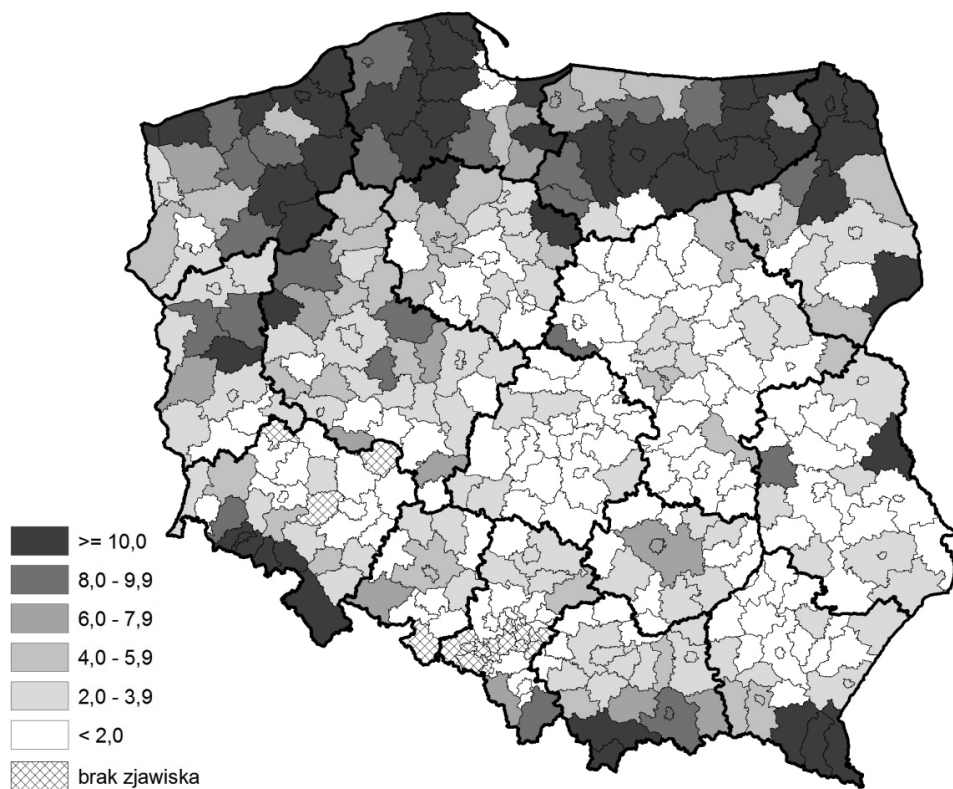 >= 10,0
8,0 - 9,9
6,0 - 7,9
4,0 - 5,9
2,0 - 3,9
< 2,0
brak zjawiska